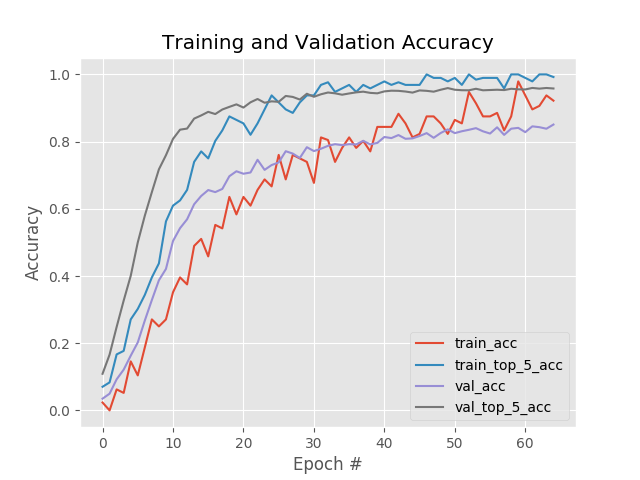 Training and Validation Accuracy
1.0
0.8
0.6
0.4
0.2
0.0
Accuracy
train_acc
train_top_5_acc
val_acc
val_top_5_acc
0 10 20 30 40 50 60
Epoch #